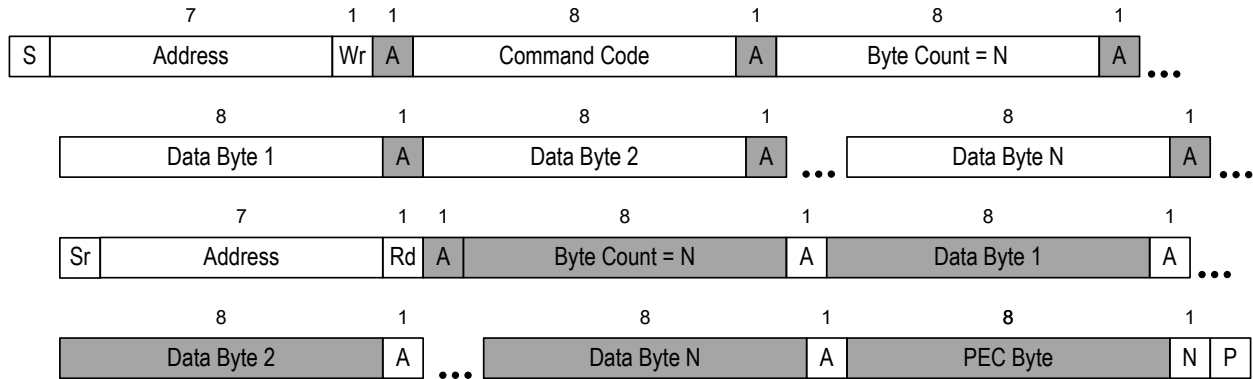 7 1 1 8 1 8 1
S Address Wr A Command Code A Byte Count = N A •••
8 1 8 1 8 1
Data Byte 1 A Data Byte 2 A ••• Data Byte N A •••
7 1 1 8 1 8 1
Sr Address Rd A Byte Count = N A Data Byte 1 A •••
8 1 8 1 8 1
Data Byte 2 A ••• Data Byte N A PEC Byte N P